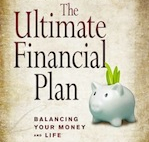 The
Ultimate
Financial
Plan
BALANCING
YOUR MONEY
AND LIFE